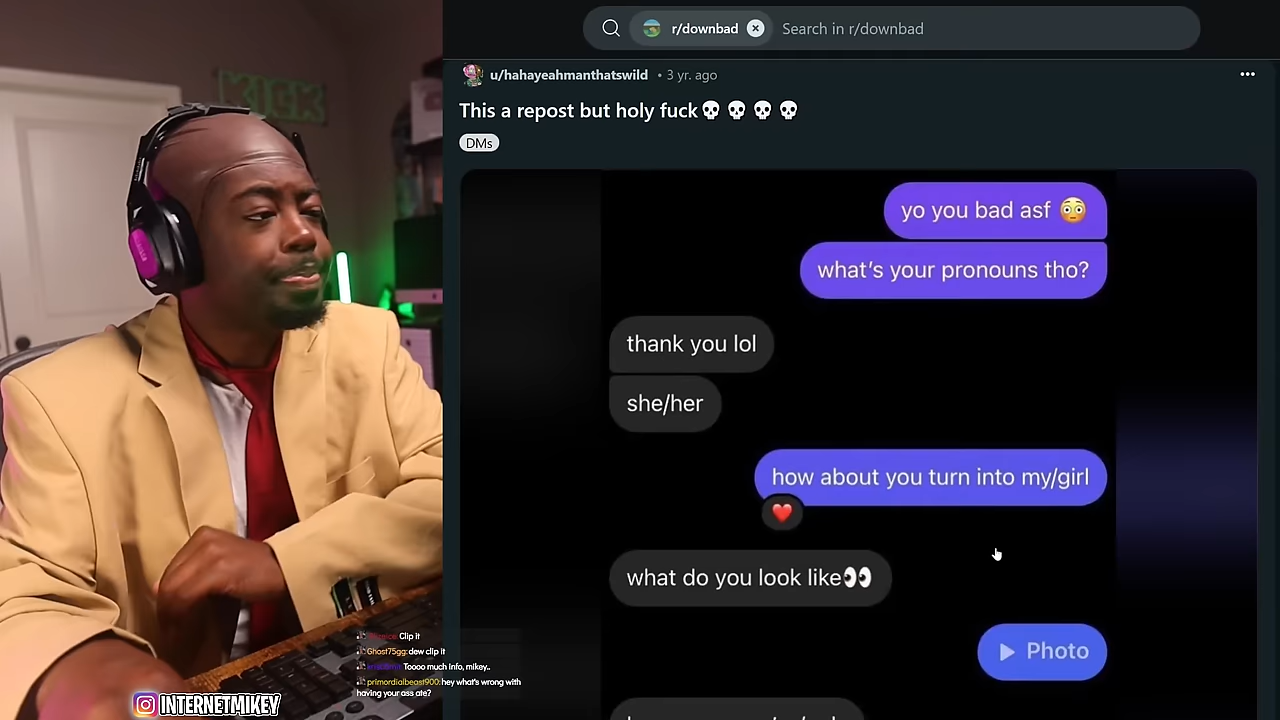 KICK
r/downbad
Search in r/downbad
u/hahayeahmanthatswild • 3 yr. ago
This a repost but holy fuck💀💀💀💀
DMs
yo you bad asf 😳
what's your pronouns tho?
thank you lol
she/her
how about you turn into my/girl
❤️
what do you look like👀
Photo
Clip it
Ghost75gg: dew clip it
Toooo much info, mikey..
primordialbeast900: hey what's wrong with
having your ass ate?
INTERNETMIKEY